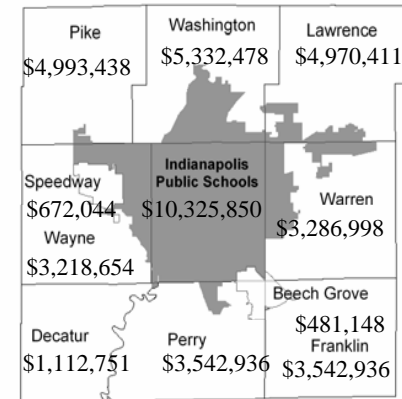 Pike
$4,993,438
Washington
$5,332,478
Lawrence
$4,970,411
Speedway
$672,044
Wayne
$3,218,654
Indianapolis
Public Schools
$10,325,850
Warren
$3,286,998
Decatur
$1,112,751
Perry
$3,542,936
Beech Grove
$481,148
Franklin
$3,542,936